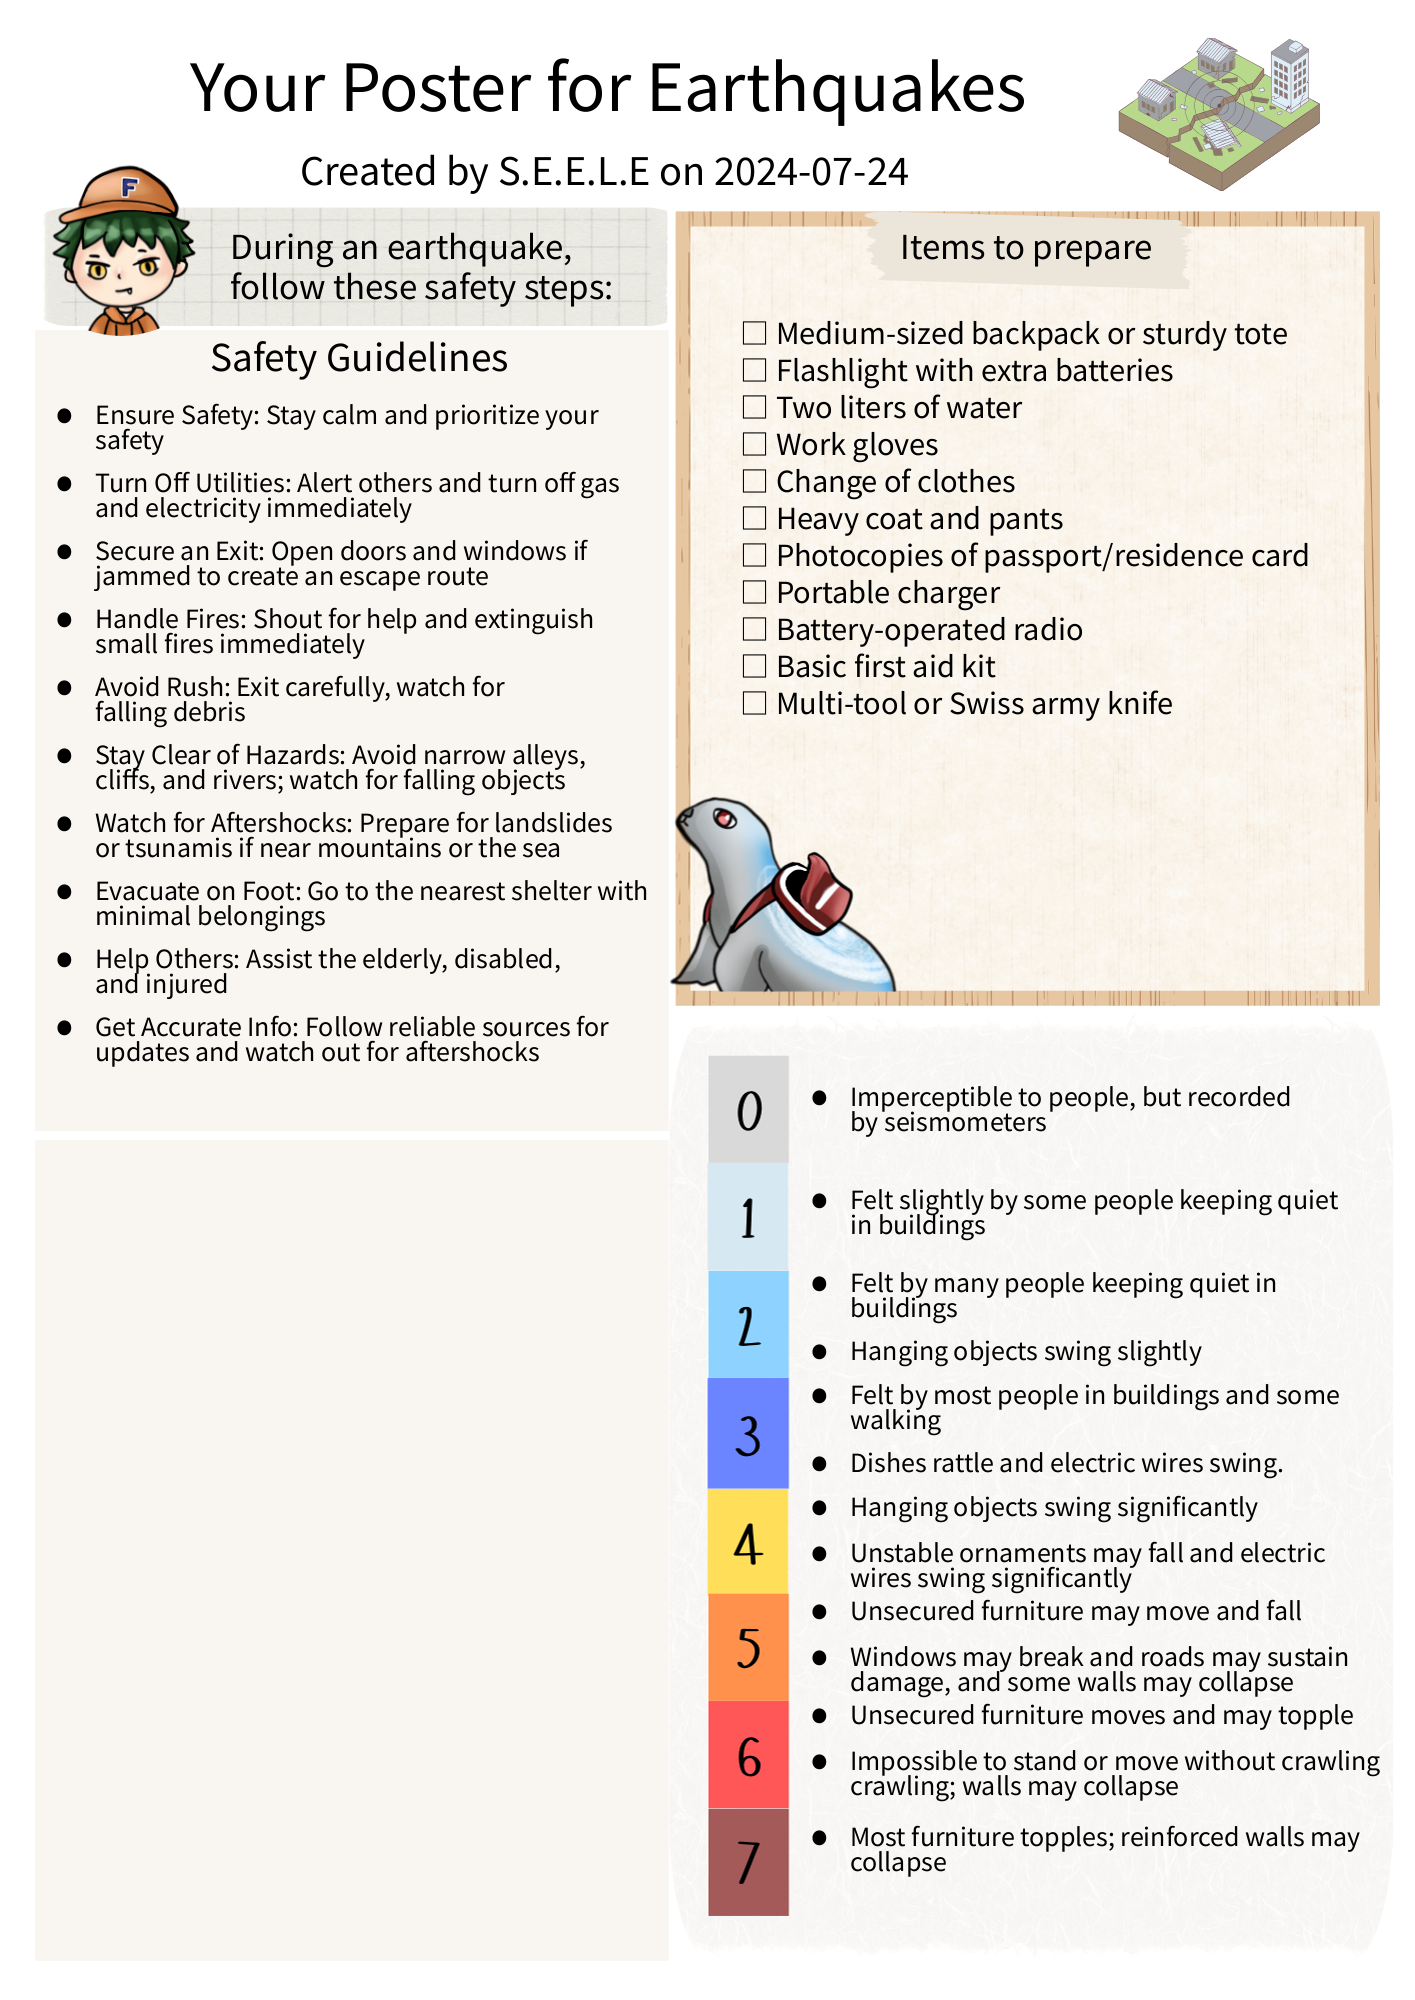 Your Poster for Earthquakes
Created by S.E.E.L.E on 2024-07-24
F
During an earthquake,
follow these safety steps:
Safety Guidelines
● Ensure Safety: Stay calm and prioritize your
safety
● Turn Off Utilities: Alert others and turn off gas
and electricity immediately
● Secure an Exit: Open doors and windows if
jammed to create an escape route
● Handle Fires: Shout for help and extinguish
small fires immediately
● Avoid Rush: Exit carefully, watch for
falling debris
● Stay Clear of Hazards: Avoid narrow alleys,
cliffs, and rivers; watch for falling objects
● Watch for Aftershocks: Prepare for landslides
or tsunamis if near mountains or the sea
● Evacuate on Foot: Go to the nearest shelter with
minimal belongings
● Help Others: Assist the elderly, disabled,
and injured
● Get Accurate Info: Follow reliable sources for
updates and watch out for aftershocks
Items to prepare
□ Medium-sized backpack or sturdy tote
□ Flashlight with extra batteries
□ Two liters of water
□ Work gloves
□ Change of clothes
□ Heavy coat and pants
□ Photocopies of passport/residence card
□ Portable charger
□ Battery-operated radio
□ Basic first aid kit
□ Multi-tool or Swiss army knife
0
● Imperceptible to people, but recorded
by seismometers
1
● Felt slightly by some people keeping quiet
in buildings
2
● Felt by many people keeping quiet in
buildings
● Hanging objects swing slightly
3
● Felt by most people in buildings and some
walking
● Dishes rattle and electric wires swing.
4
● Hanging objects swing significantly
● Unstable ornaments may fall and electric
wires swing significantly
5
● Unsecured furniture may move and fall
● Windows may break and roads may sustain
damage, and some walls may collapse
6
● Unsecured furniture moves and may topple
● Impossible to stand or move without crawling
crawling; walls may collapse
7
● Most furniture topples; reinforced walls may
collapse